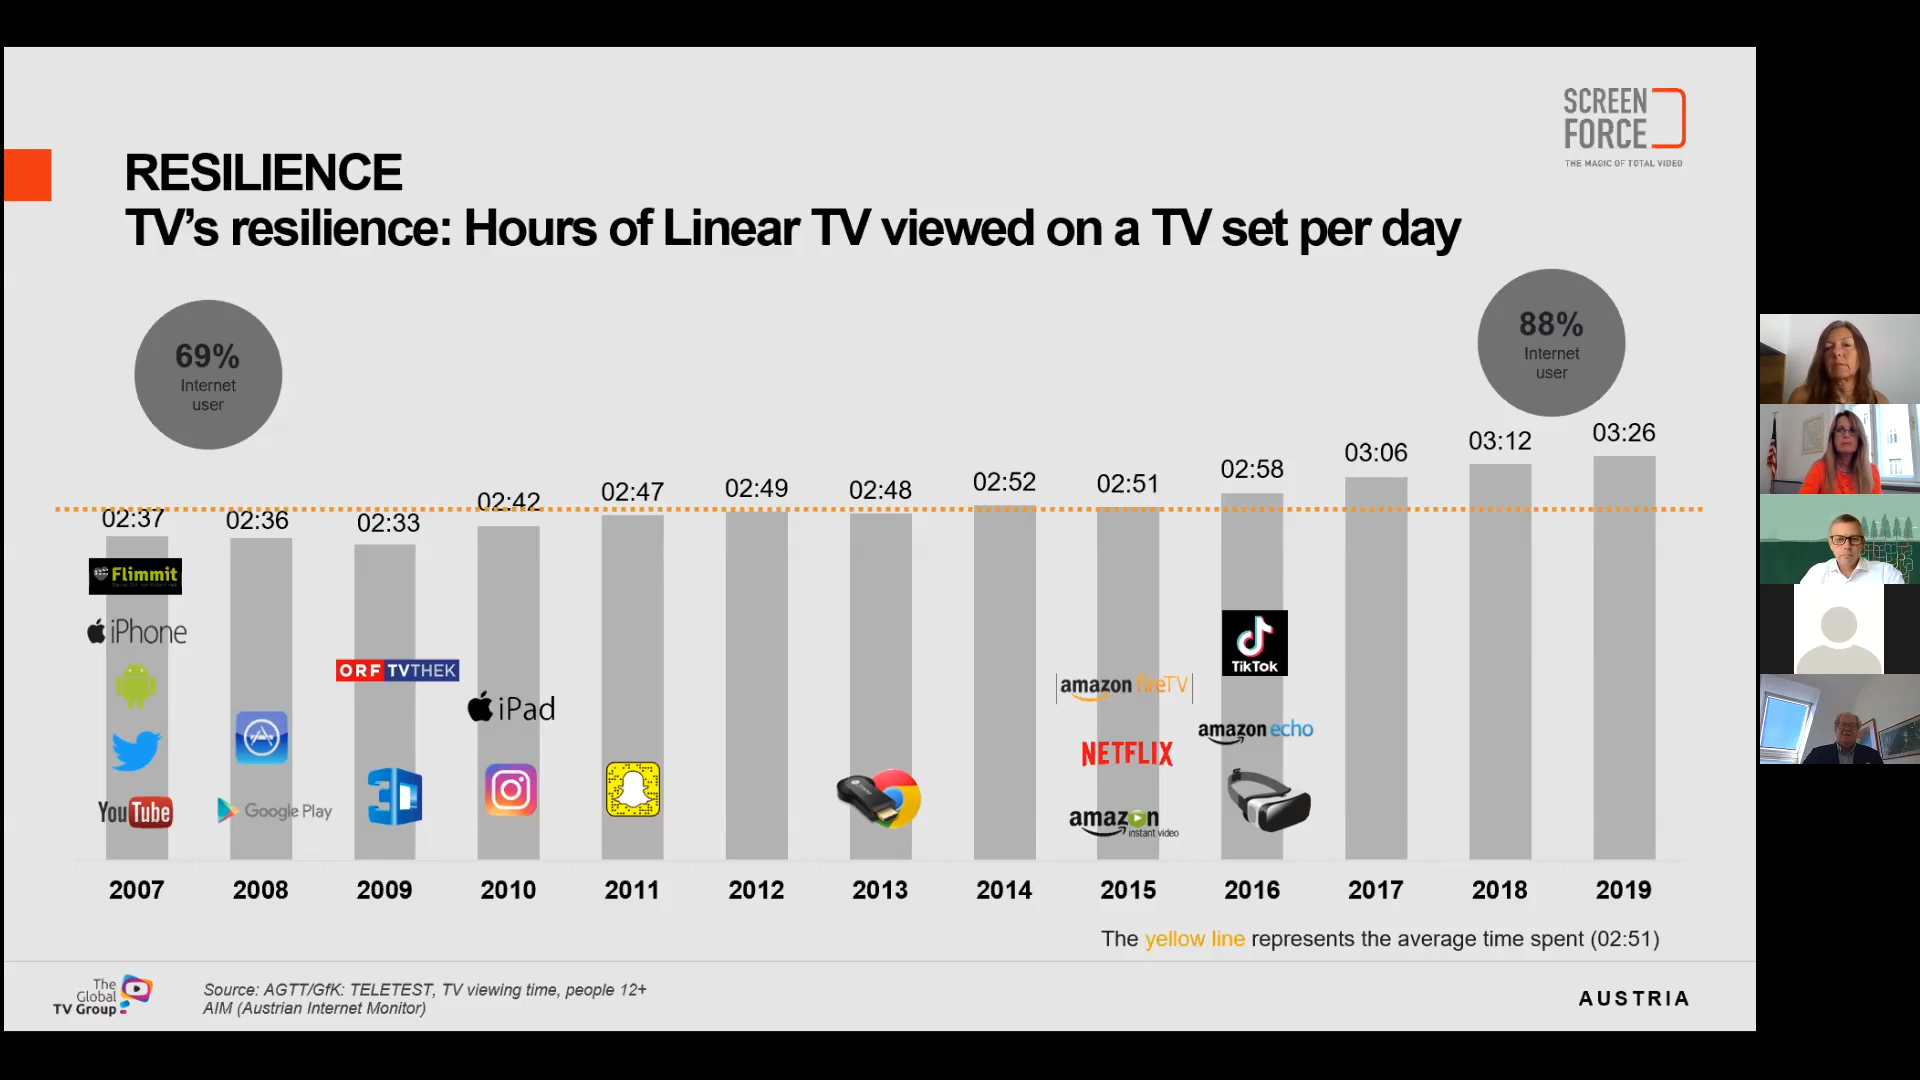 SCREEN
FORCE
THE MAGIC OF TOTAL VIDEO
RESILIENCE
TV's resilience: Hours of Linear TV viewed on a TV set per day
69%
Internet
user
88%
Internet
user
02:37
02:36
02:33
02:42
02:47
02:49
02:48
02:52
02:51
02:58
03:06
03:12
03:26
Flimmit
iPhone
YouTube
Google Play
ORF TVTHEK
3D
iPad
amazon fireTV
NETFLIX
amazon
instant video
TikTok
amazon echo
2007 2008 2009 2010 2011 2012 2013 2014 2015 2016 2017 2018 2019
The yellow line represents the average time spent (02:51)
The
Global
TV Group
Source: AGTT/GfK: TELETEST, TV viewing time, people 12+
AIM (Austrian Internet Monitor)
AUSTRIA